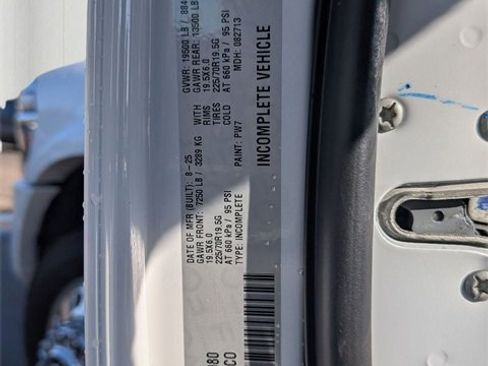 DATE OF MFR (BUILT): 8-25 GVWR: 19500 LB / 884
GAWR FRONT: 7250 LB / 3289 KG WITH GAWR REAR: 13500 LB
19.5X6.0 RIMS 19.5X6.0
225/70R19.5G TIRES 225/70R19.5G
AT 660 kPa / 95 PSI COLD AT 660 kPa / 95 PSI
TYPE: INCOMPLETE PAINT: PW7 MDH: 082713
INCOMPLETE VEHICLE